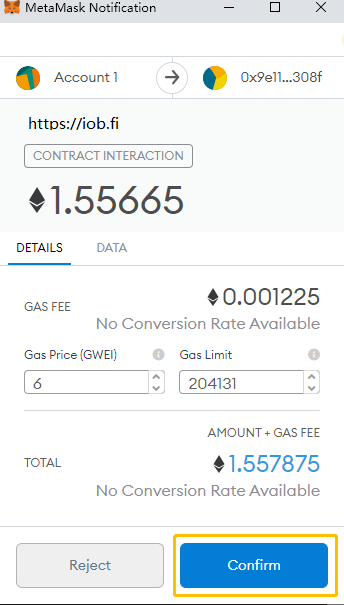 MetaMask Notification
Account 1
0x9e11...308f
https://iob.fi
CONTRACT INTERACTION
1.55665
DETAILS DATA
GAS FEE
0.001225
No Conversion Rate Available
Gas Price (GWEI) Gas Limit
6 204131
AMOUNT + GAS FEE
TOTAL
1.557875
No Conversion Rate Available
Reject Confirm